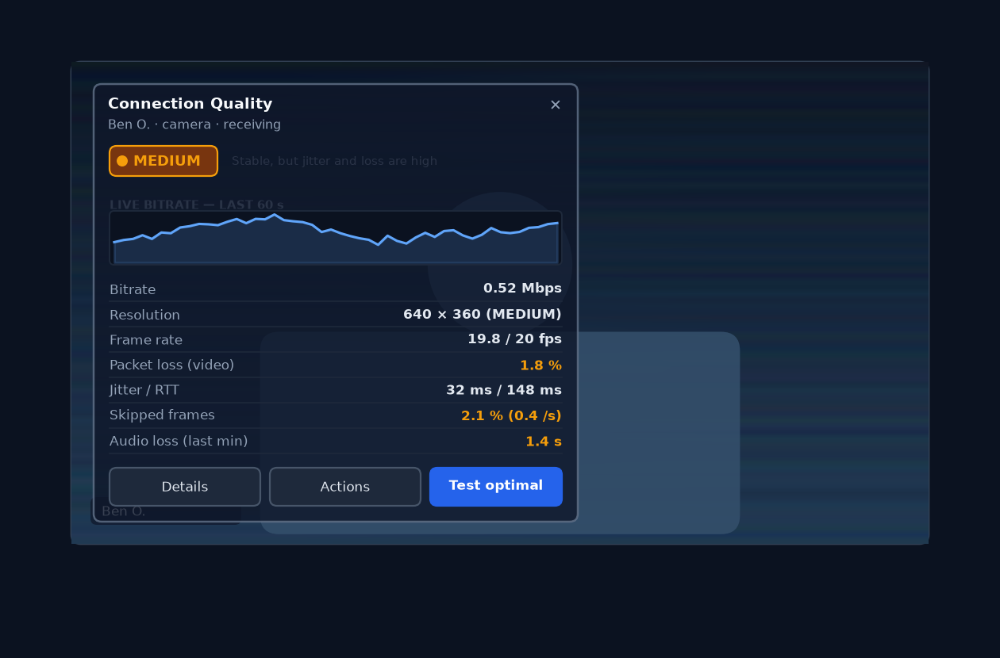 Connection Quality ✕
Ben O. · camera · receiving
MEDIUM Stable, but jitter and loss are high
LIVE BITRATE — LAST 60 s
Bitrate 0.52 Mbps
Resolution 640 × 360 (MEDIUM)
Frame rate 19.8 / 20 fps
Packet loss (video) 1.8 %
Jitter / RTT 32 ms / 148 ms
Skipped frames 2.1 % (0.4 /s)
Audio loss (last min) 1.4 s
Details Actions Test optimal
Ben O.